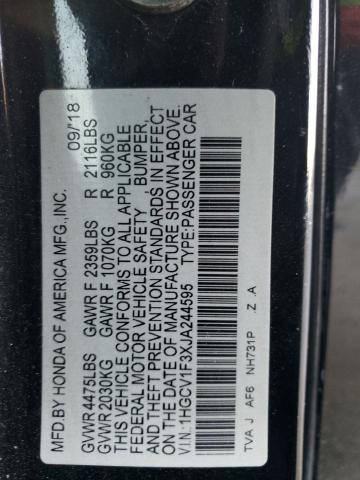 MFD.BY HONDA OF AMERICA MFG.,INC. 09/'18
GVWR 4475LBS GAWR F 2359LBS R 2116LBS
GVWR 2030KG GAWR F 1070KG R 960KG
THIS VEHICLE CONFORMS TO ALL APPLICABLE
FEDERAL MOTOR VEHICLE SAFETY , BUMPER,
AND THEFT PREVENTION STANDARDS IN EFFECT
ON THE DATE OF MANUFACTURE SHOWN ABOVE.
V.I.N.:1HGCV1F3XJA244595 TYPE:PASSENGER CAR
TVA J AF6 NH731P .Z .A